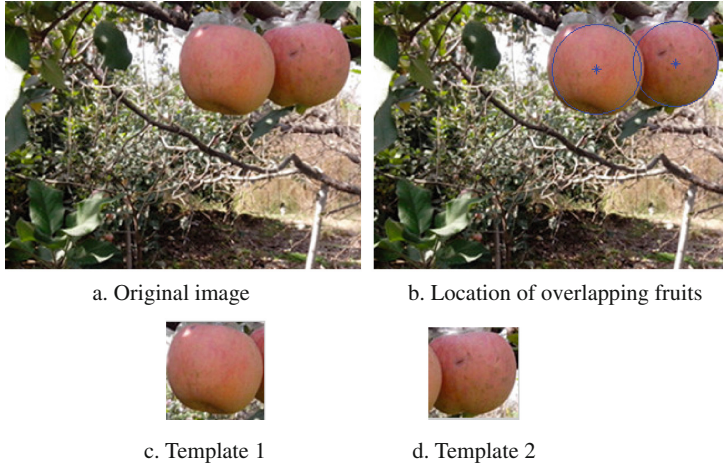 a. Original image
b. Location of overlapping fruits
c. Template 1
d. Template 2